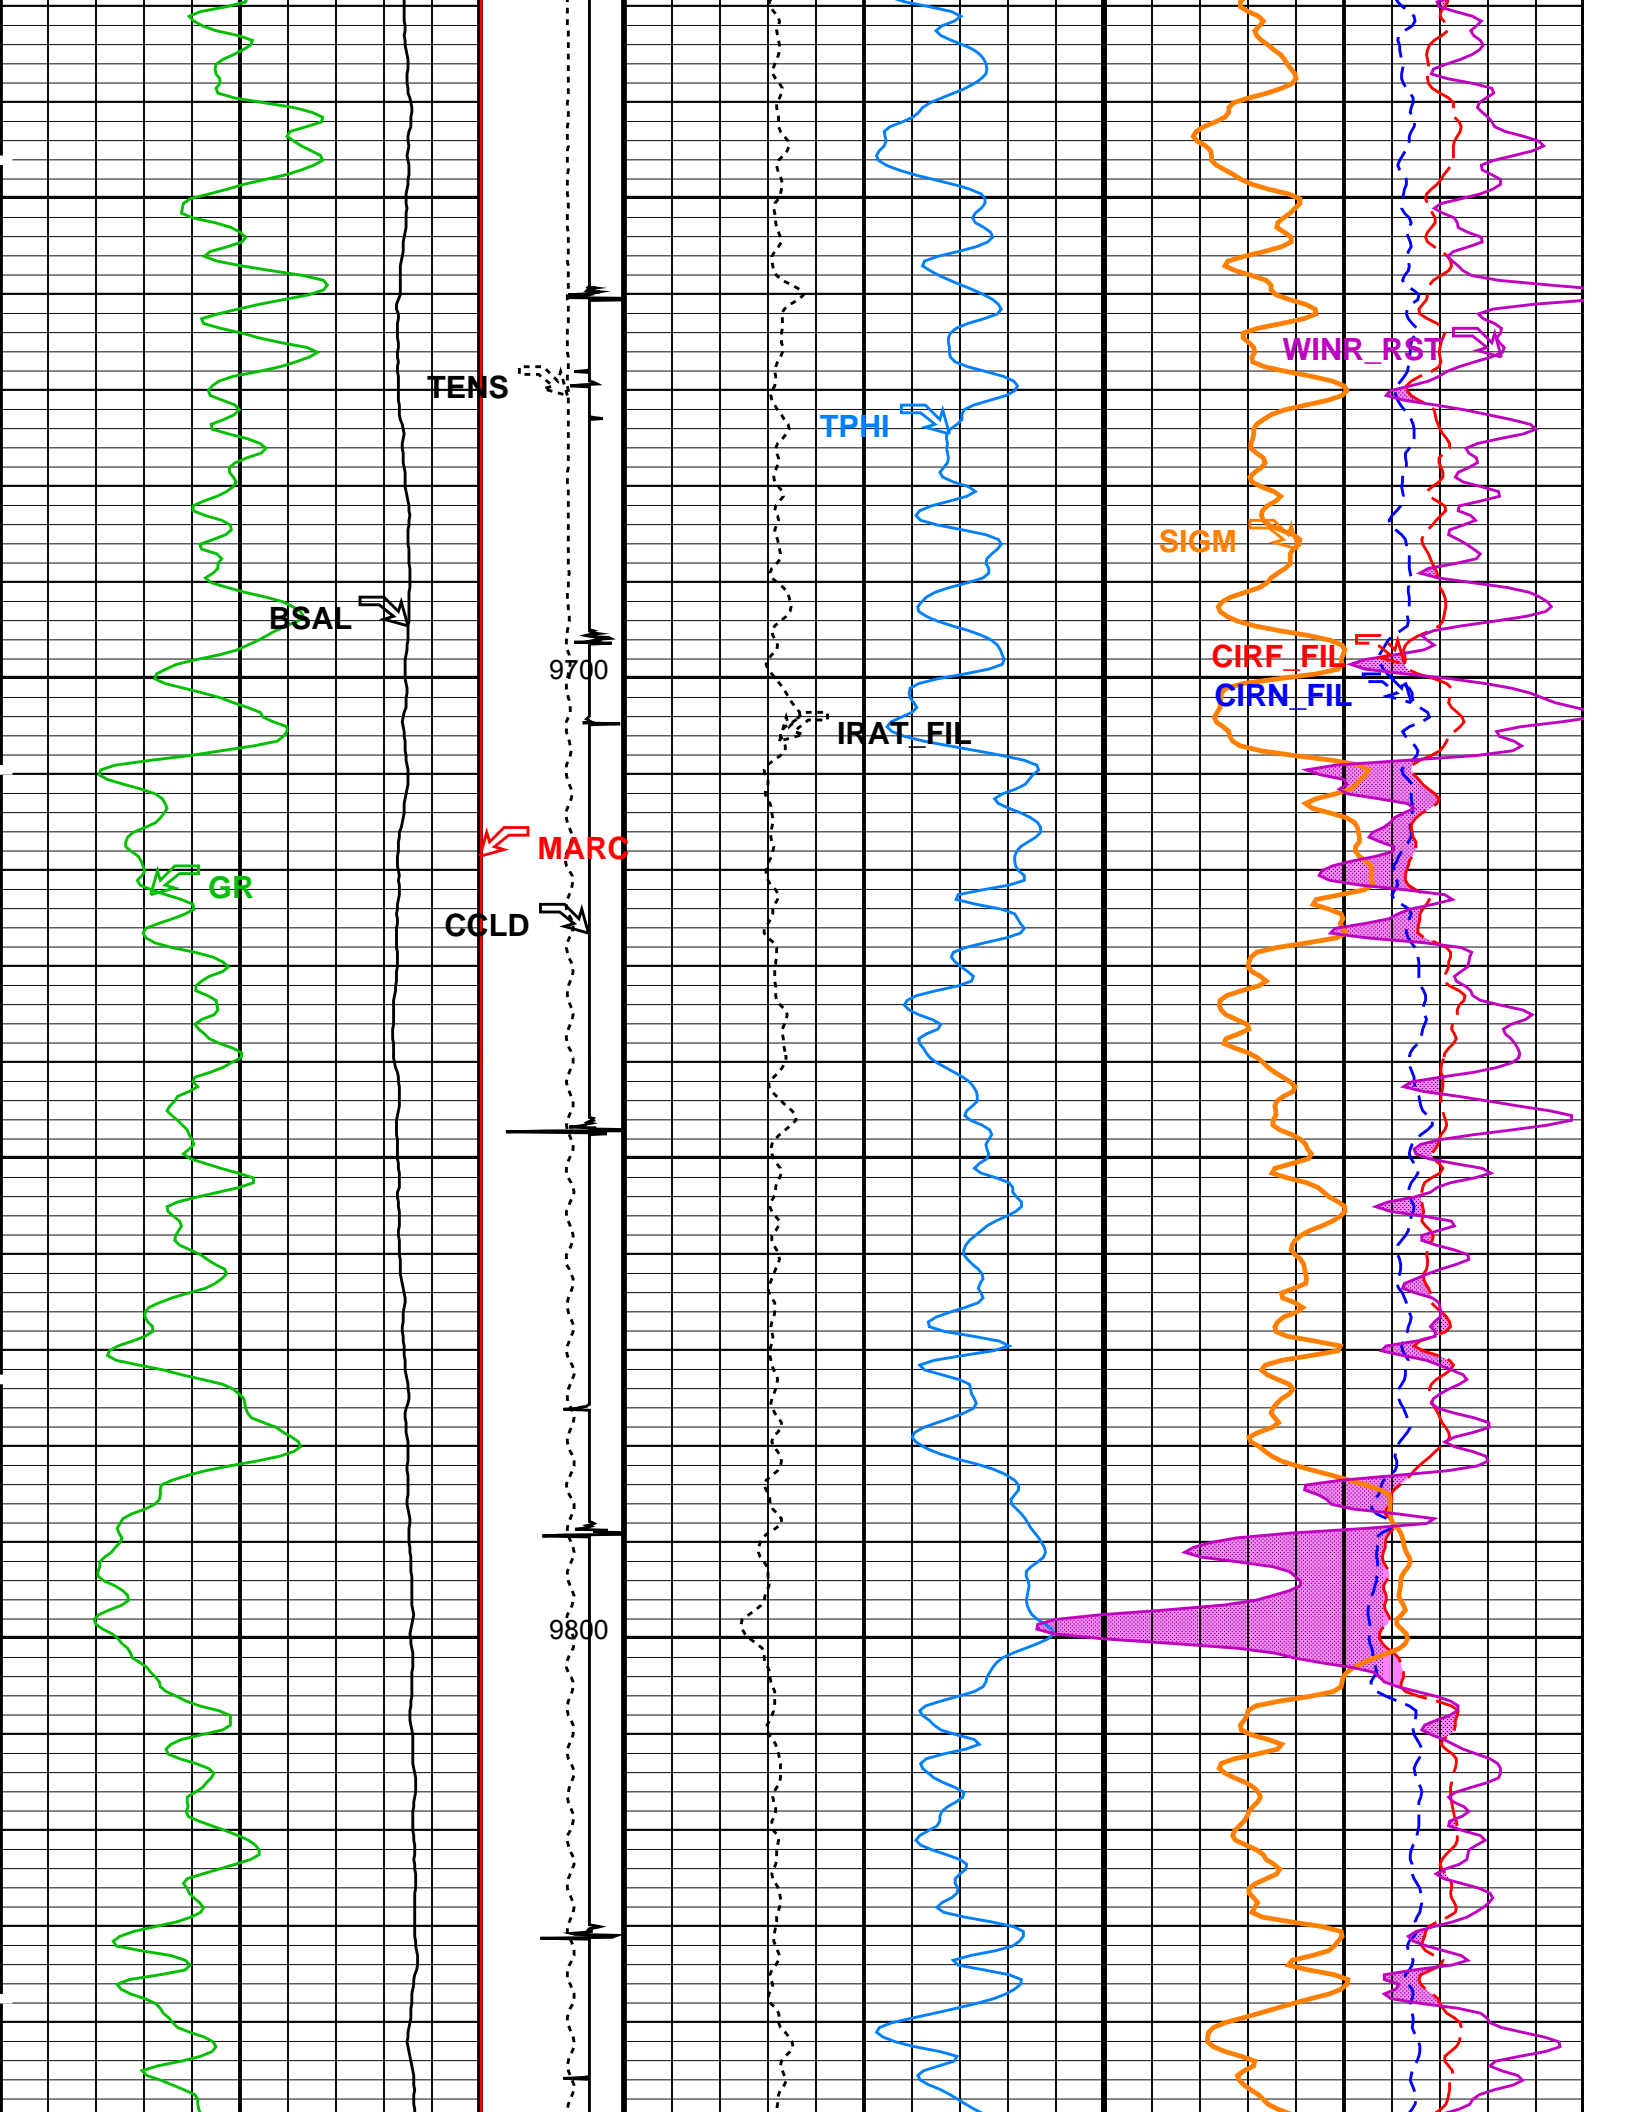 WINR_RST
TENS
TPHI
SIGM
BSAL
CIRF_FIL
9700
CIRN_FIL
IRAT_FIL
MARC
GR
CCLD
9800